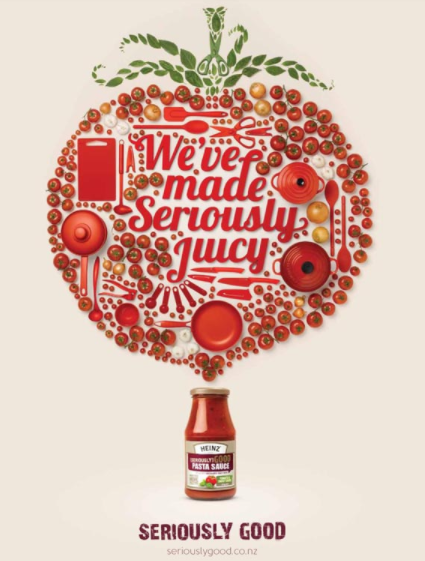 We've
made
Seriously
Juicy
HEINZ
SERIOUSLY GOOD
PASTA SAUCE
SERIOUSLY GOOD
seriouslygood.co.nz